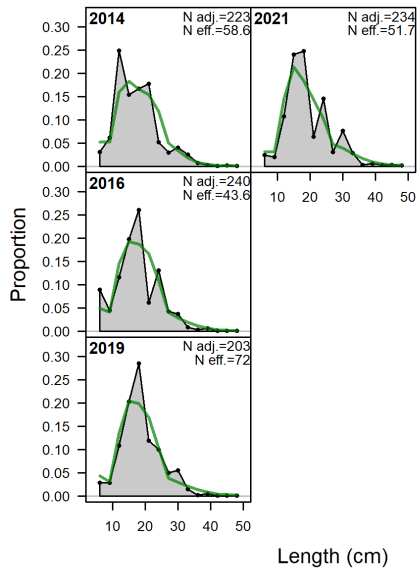 2014
N adj.=223
N eff.=58.6
0.30
0.25
0.20
0.15
0.10
0.05
0.00
2021
N adj.=234
N eff.=51.7
10 20 30 40 50
2016
N adj.=240
N eff.=43.6
0.30
0.25
0.20
0.15
0.10
0.05
0.00
Proportion
2019
N adj.=203
N eff.=72
0.30
0.25
0.20
0.15
0.10
0.05
0.00
10 20 30 40 50
Length (cm)